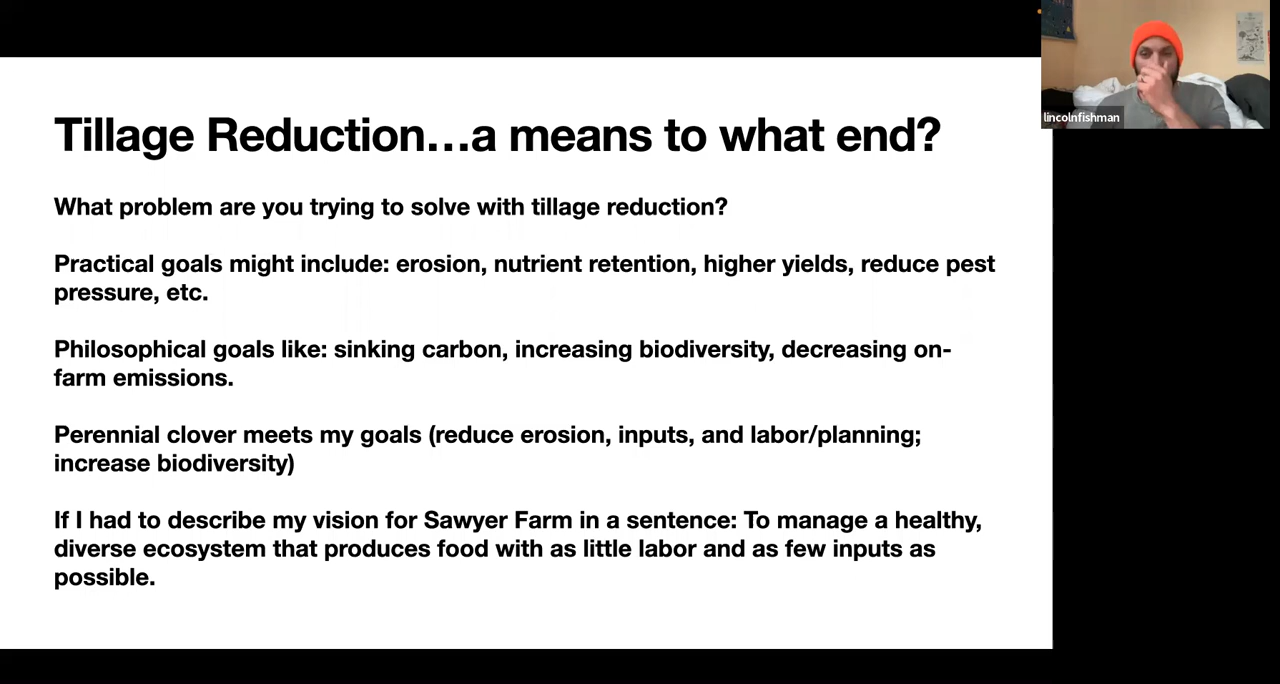 Tillage Reduction…a means to what end?
What problem are you trying to solve with tillage reduction?
Practical goals might include: erosion, nutrient retention, higher yields, reduce pest
pressure, etc.
Philosophical goals like: sinking carbon, increasing biodiversity, decreasing on-
farm emissions.
Perennial clover meets my goals (reduce erosion, inputs, and labor/planning;
increase biodiversity)
If I had to describe my vision for Sawyer Farm in a sentence: To manage a healthy,
diverse ecosystem that produces food with as little labor and as few inputs as
possible.
lincolnfishman